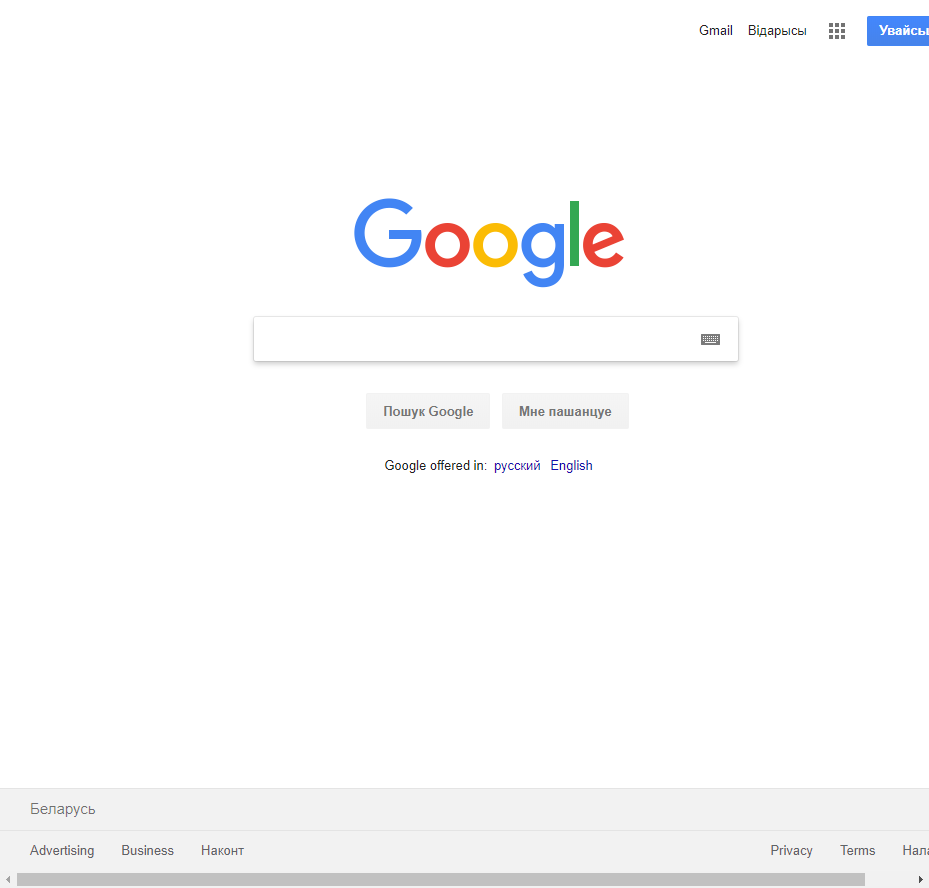 Gmail Відарысы Увайсы
Google
Пошук Google Мне пашанцуе
Google offered in: русский English
Беларусь
Advertising Business Наконт Privacy Terms Нала